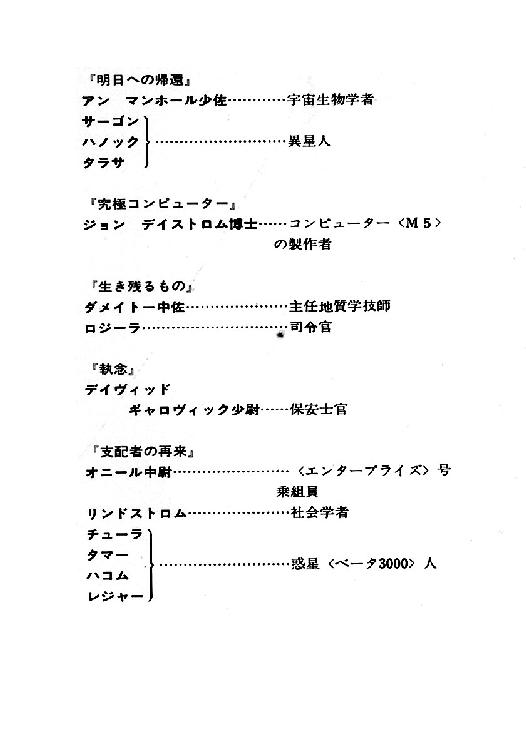 『明日への帰還』
アン　マンホール少佐…………宇宙生物学者
サーゴン
ハノック………………………異星人
タラサ
『究極コンピューター』
ジョン　デイストロム博士……コンピューター〈M5〉
の製作者
『生き残るもの』
ダメイトー中佐…………………主任地質学技師
ロジーラ…………………………司令官
『執念』
デイヴィッド
ギャロヴィック少尉……保安士官
『支配者の再来』
オニール中尉……………………〈エンタープライズ〉号
乗組員
リンドストロム…………………社会学者
チューラ
タマー
………………………惑星〈ベータ3000〉人
ハコム
レジャー